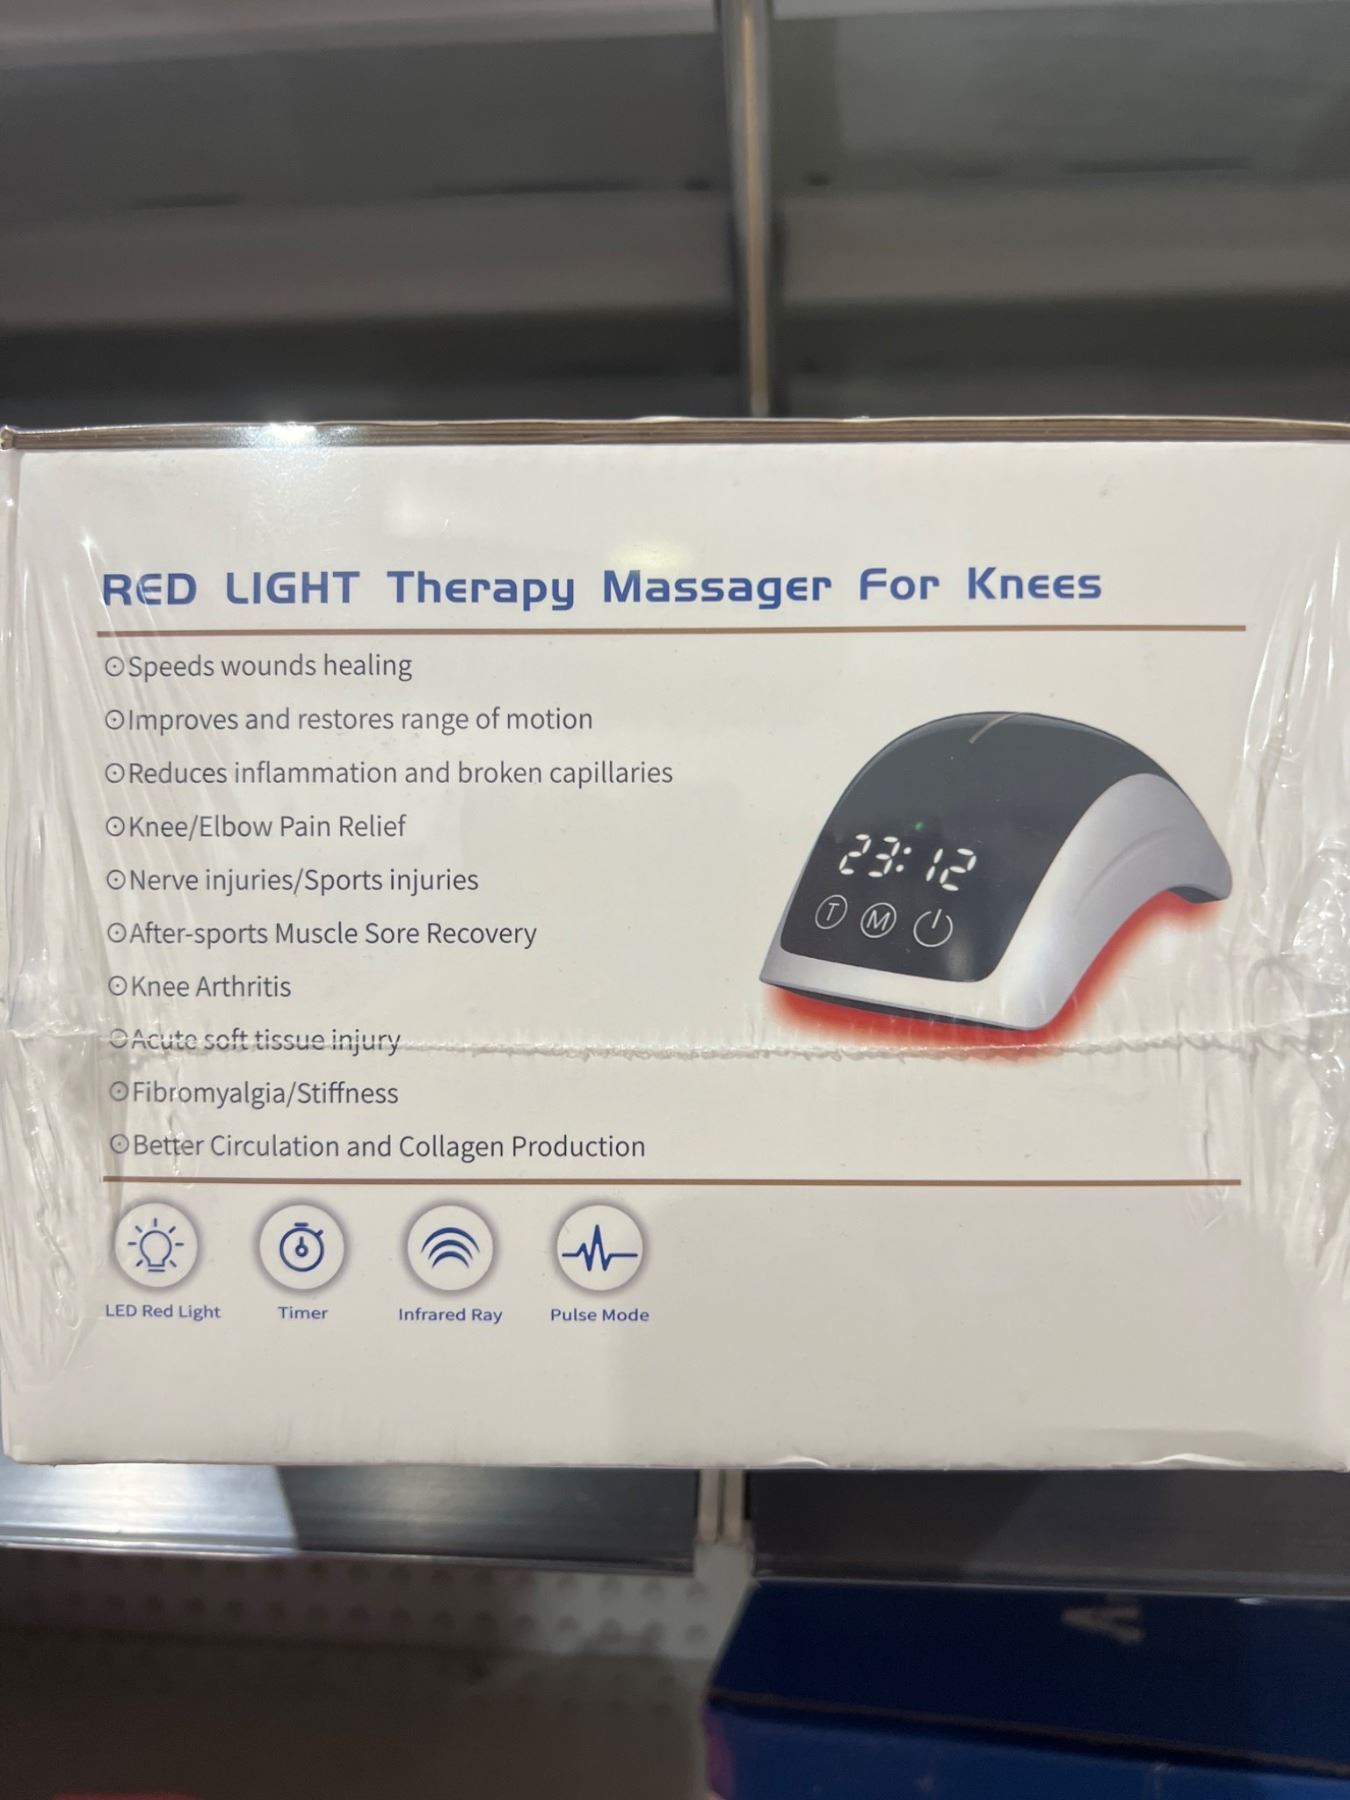 RED LIGHT Therapy Massager For Knees
⊙Speeds wounds healing
⊙Improves and restores range of motion
⊙Reduces inflammation and broken capillaries
⊙Knee/Elbow Pain Relief
⊙Nerve injuries/Sports injuries
⊙After-sports Muscle Sore Recovery
⊙Knee Arthritis
⊙Acute soft tissue injury
⊙Fibromyalgia/Stiffness
⊙Better Circulation and Collagen Production
23:12
T M
LED Red Light
Timer
Infrared Ray
Pulse Mode